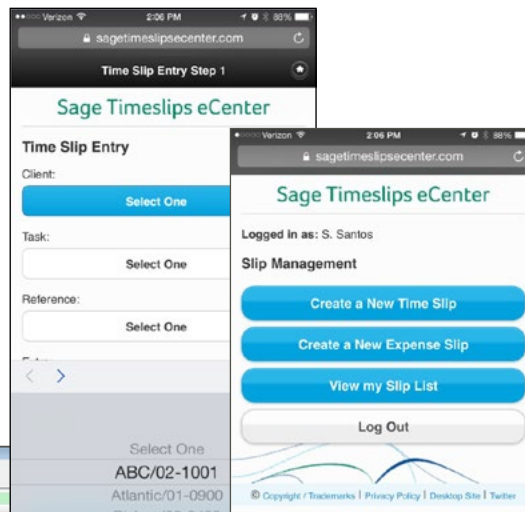 Verizon 2:06 PM 88%
sagetimeslipsecenter.com
Time Slip Entry Step 1
Sage Timeslips eCenter
Time Slip Entry
Client:
Select One
Task:
Select One
Reference:
Select One
Select One
ABC/02-1001
Atlantic/01-0900
Verizon 2:06 PM 88%
sagetimeslipsecenter.com
Sage Timeslips eCenter
Logged in as: S. Santos
Slip Management
Create a New Time Slip
Create a New Expense Slip
View my Slip List
Log Out
© Copyright / Trademarks | Privacy Policy | Desktop Site | Twitter